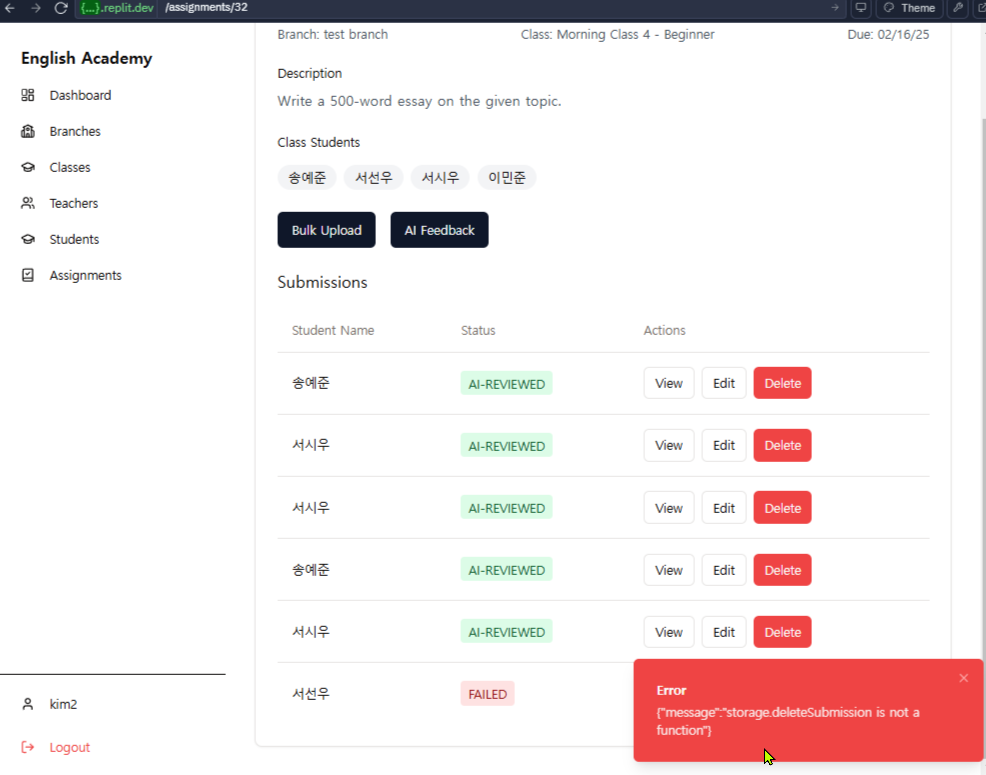 {...}.replit.dev /assignments/32
Theme
English Academy
Dashboard
Branches
Classes
Teachers
Students
Assignments
kim2
Logout
Branch: test branch Class: Morning Class 4 - Beginner Due: 02/16/25
Description
Write a 500-word essay on the given topic.
Class Students
송예준 서선우 서시우 이민준
Bulk Upload AI Feedback
Submissions
Student Name Status Actions
송예준 AI-REVIEWED View Edit Delete
서시우 AI-REVIEWED View Edit Delete
서시우 AI-REVIEWED View Edit Delete
송예준 AI-REVIEWED View Edit Delete
서시우 AI-REVIEWED View Edit Delete
서선우 FAILED
Error
{"message":"storage.deleteSubmission is not a
function"}